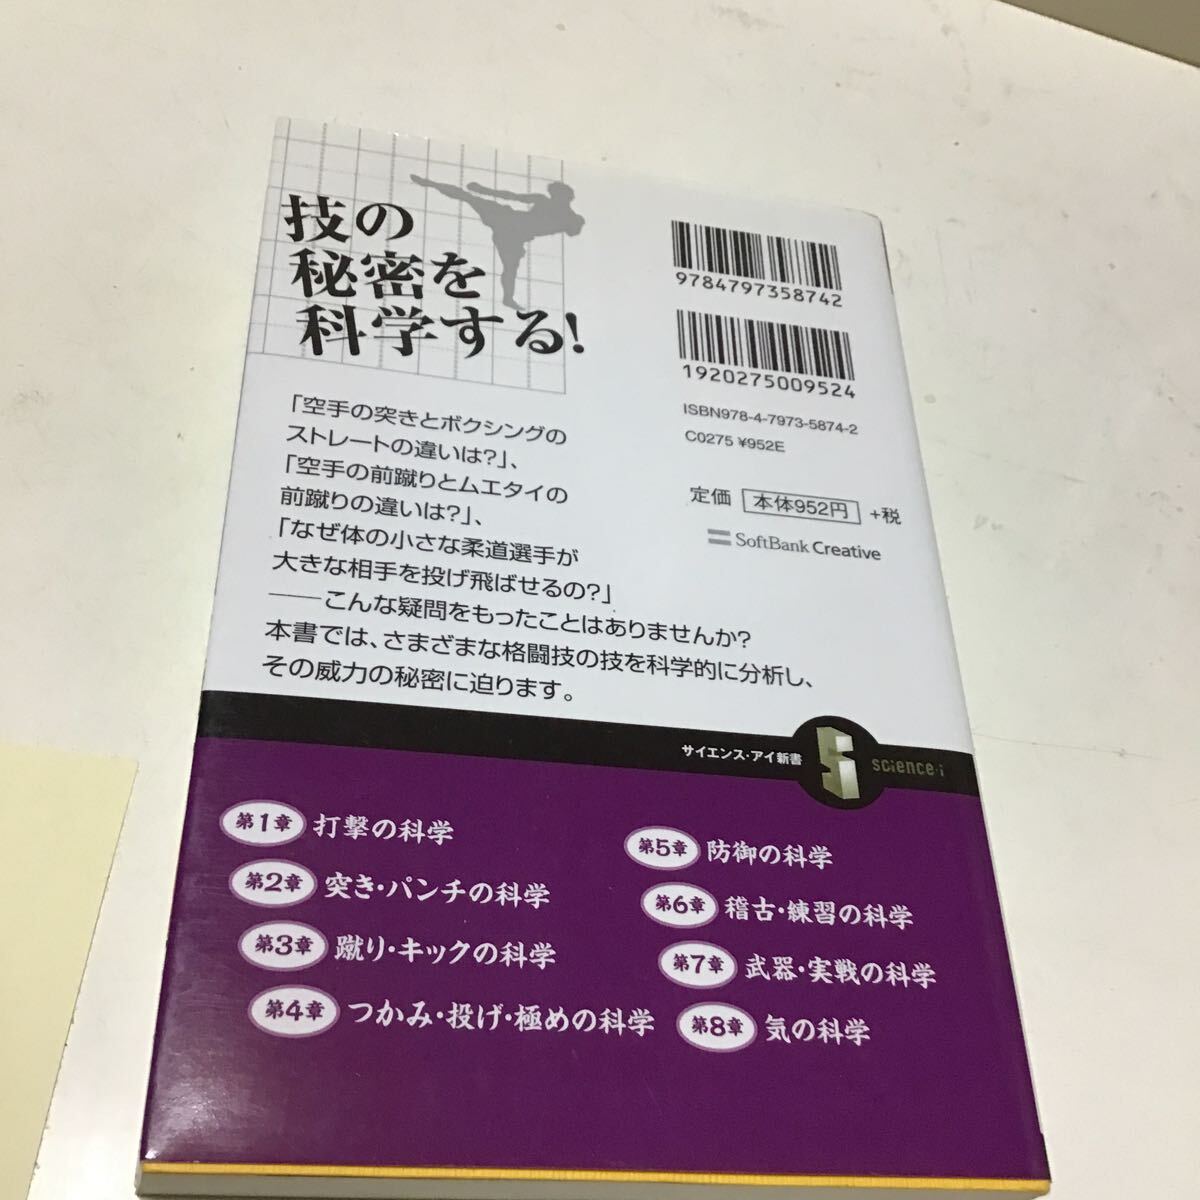 技の
秘密を
科学する!
9784797358742
1920275009524
ISBN978-4-7973-5874-2
C0275 ¥952E
定価 本体952円 +税
SoftBank Creative
「空手の突きとボクシングの
ストレートの違いは?」、
「空手の前蹴りとムエタイの
前蹴りの違いは?」、
「なぜ体の小さな柔道選手が
大きな相手を投げ飛ばせるの?」
――こんな疑問をもったことはありませんか?
本書では、さまざまな格闘技の技を科学的に分析し、
その威力の秘密に迫ります。
サイエンス・アイ新書
science・i
第1章 打撃の科学
第2章 突き・パンチの科学
第3章 蹴り・キックの科学
第4章 つかみ・投げ・極めの科学
第5章 防御の科学
第6章 稽古・練習の科学
第7章 武器・実戦の科学
第8章 気の科学